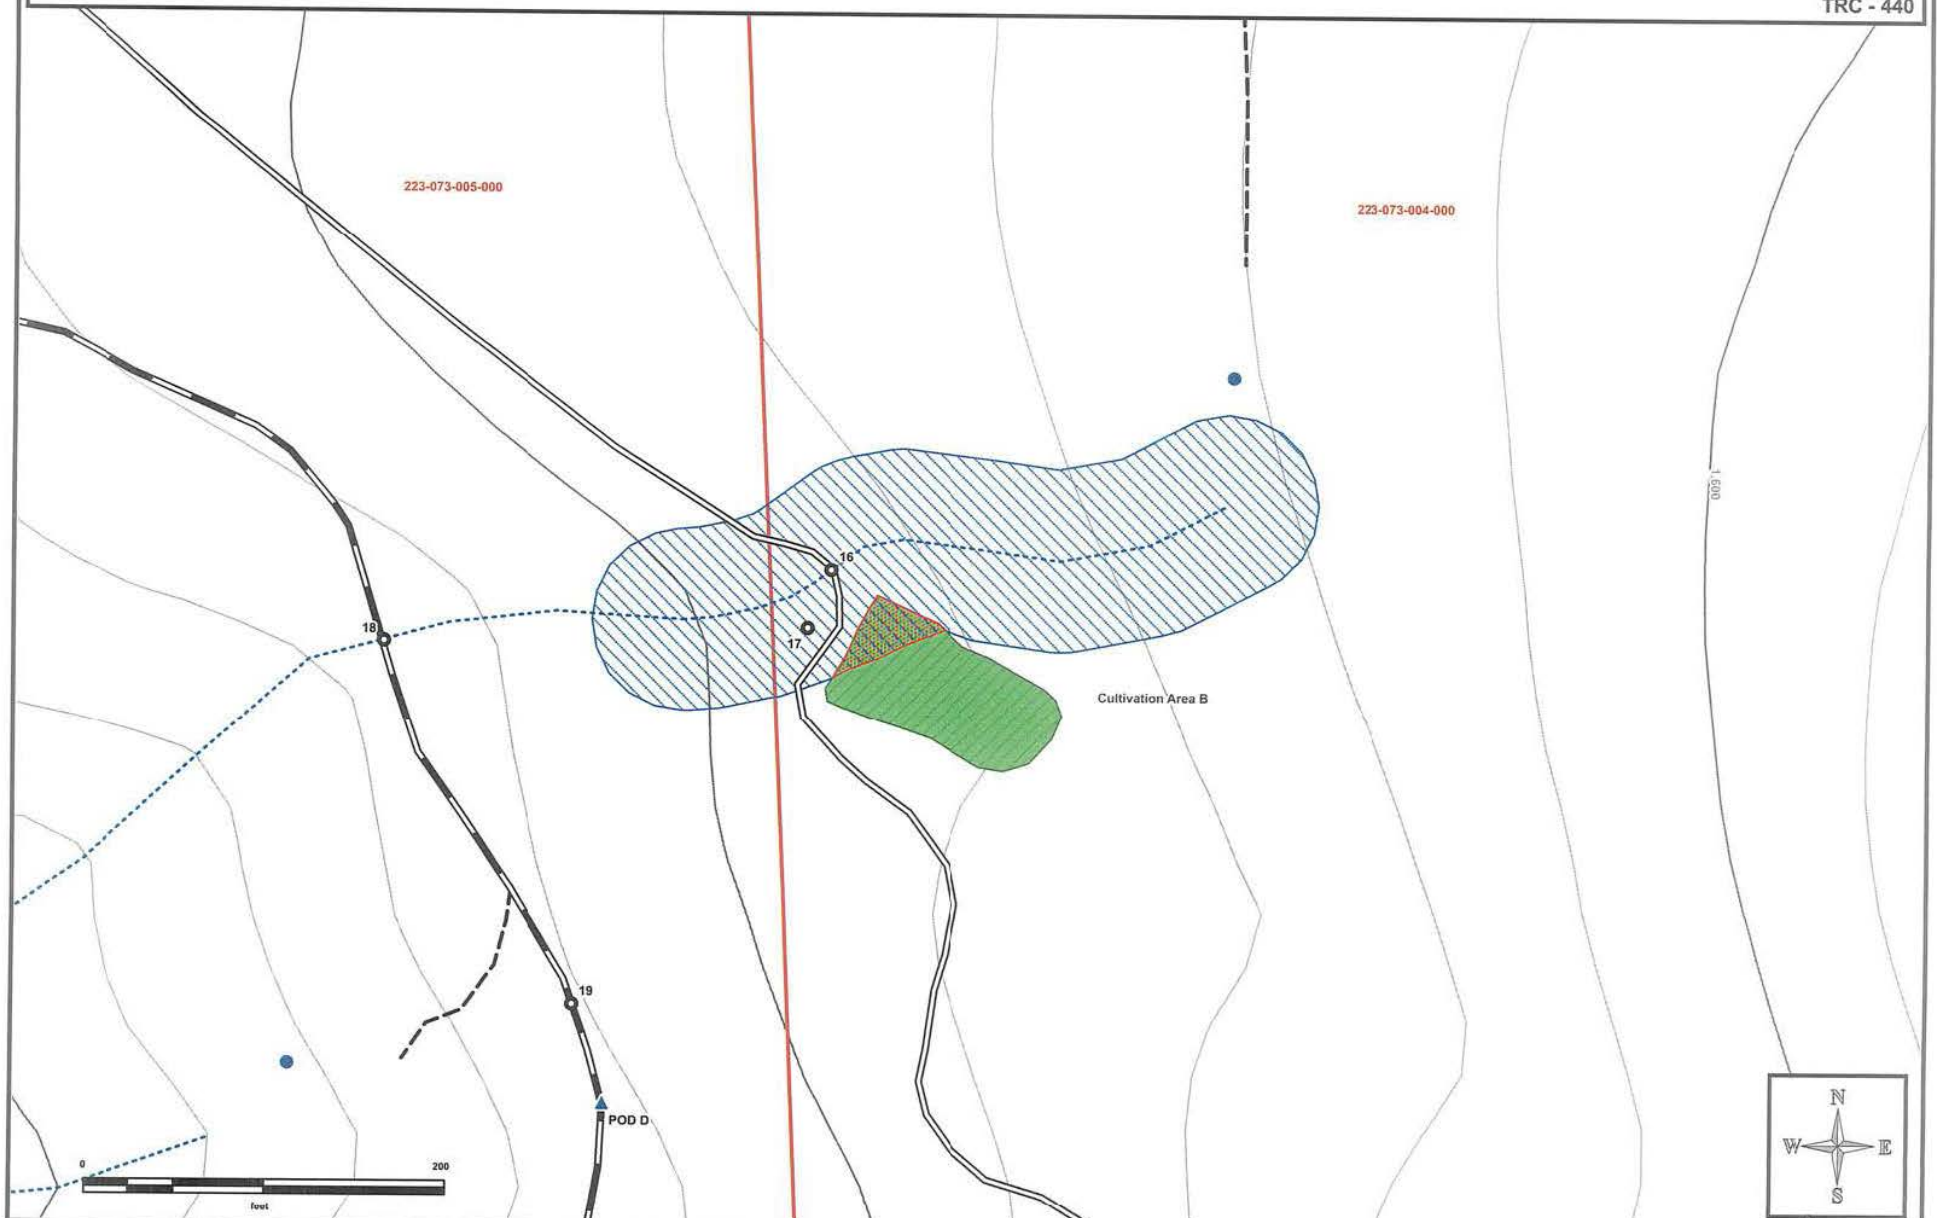 TRC - 440
223-073-005-000
223-073-004-000
1,600
16
17
18
Cultivation Area B
19
POD D
0
200
feet
N
W
E
S